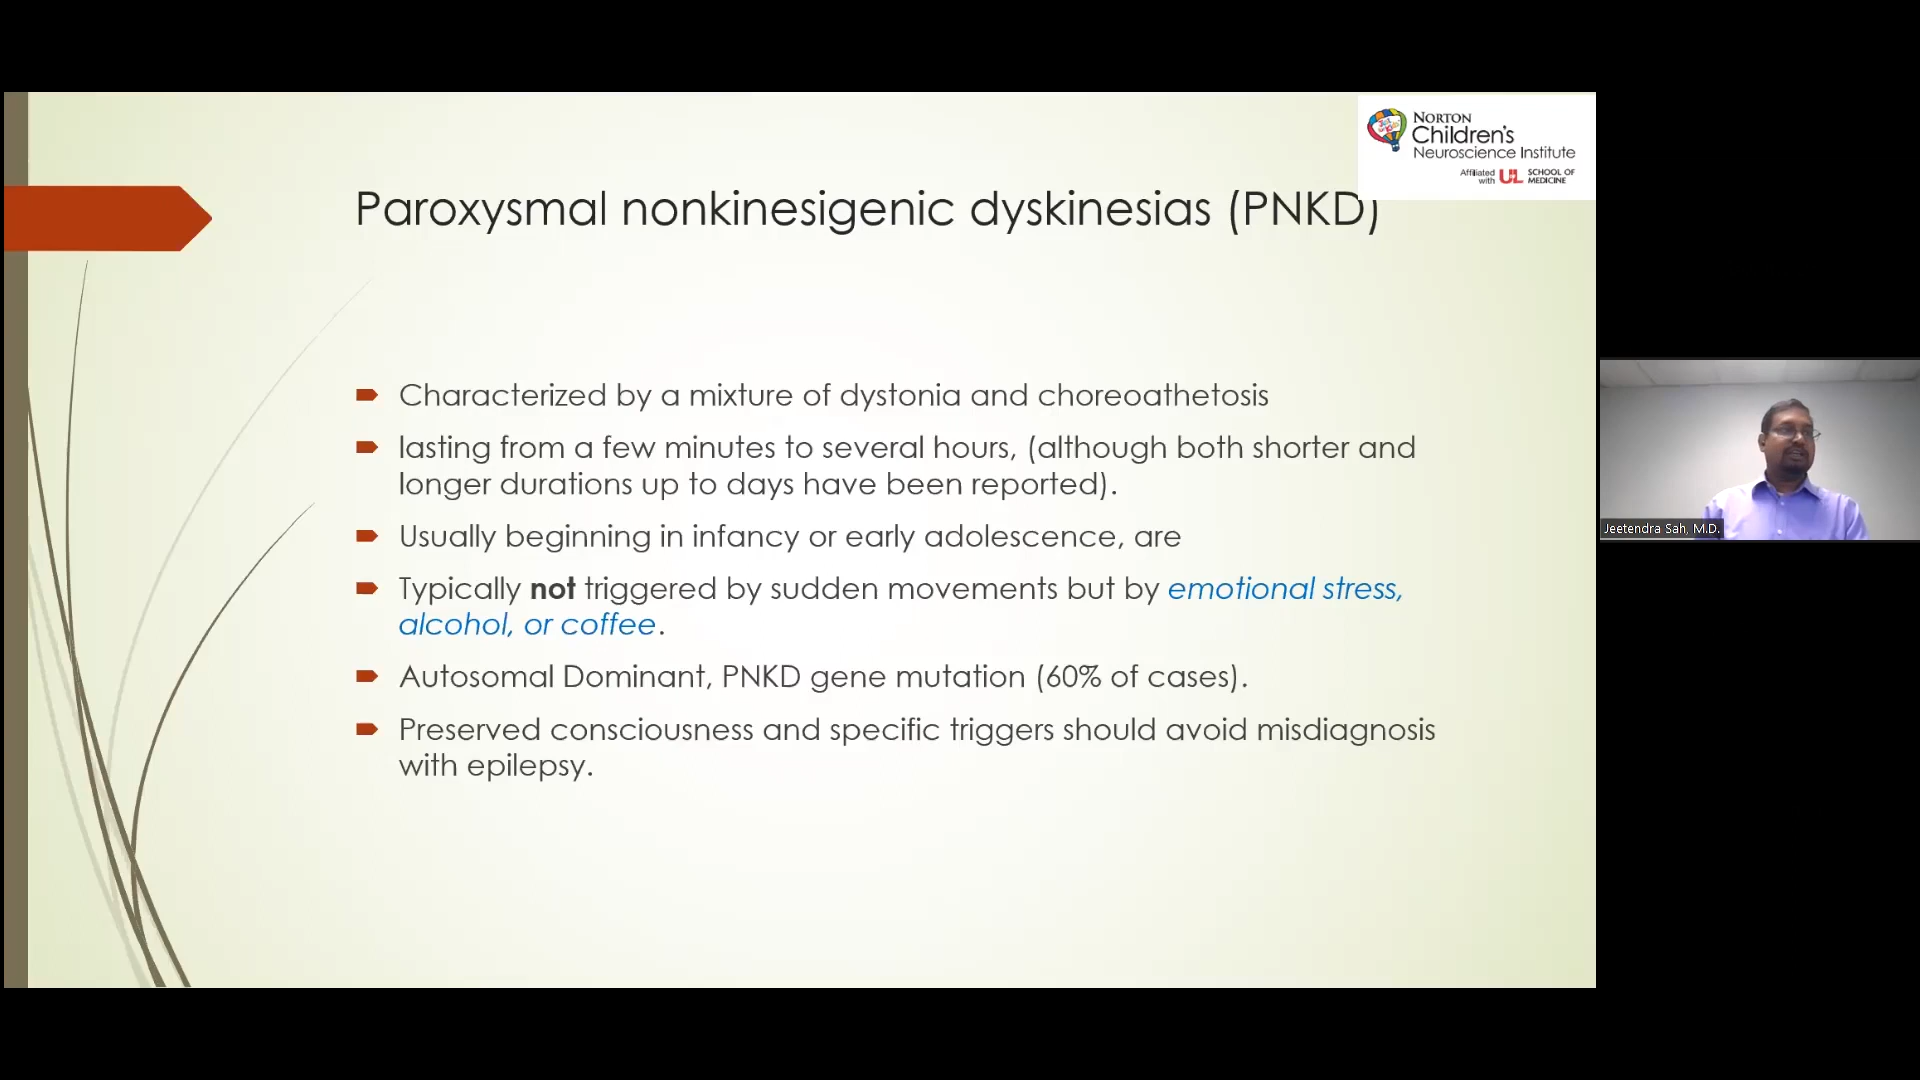 NORTON
Children's
Neuroscience Institute
Affiliated with UL SCHOOL OF MEDICINE
Paroxysmal nonkinesigenic dyskinesias (PNKD)
Characterized by a mixture of dystonia and choreoathetosis
lasting from a few minutes to several hours, (although both shorter and
longer durations up to days have been reported).
Usually beginning in infancy or early adolescence, are
Typically not triggered by sudden movements but by emotional stress,
alcohol, or coffee.
Autosomal Dominant, PNKD gene mutation (60% of cases).
Preserved consciousness and specific triggers should avoid misdiagnosis
with epilepsy.
Jeetendra Sah, M.D.